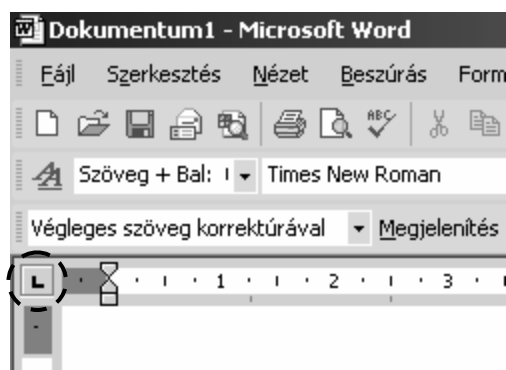 Dokumentum1 - Microsoft Word
Fájl Szerkesztés Nézet Beszúrás Form
ABC
Szöveg + Bal: Times New Roman
Végleges szöveg korrektúrával Megjelenítés
1 2 3